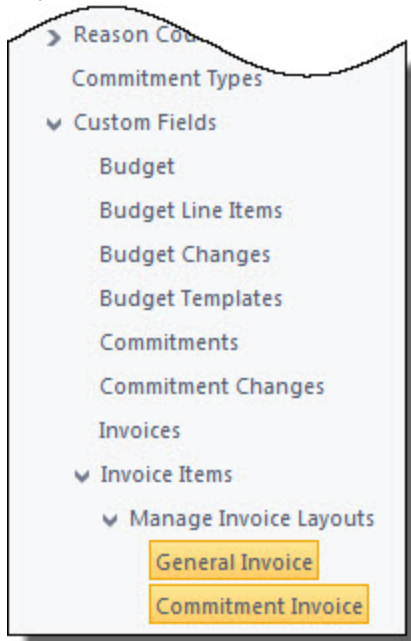 Reason
Commitment Types
Custom Fields
Budget
Budget Line Items
Budget Changes
Budget Templates
Commitments
Commitment Changes
Invoices
Invoice Items
Manage Invoice Layouts
General Invoice
Commitment Invoice